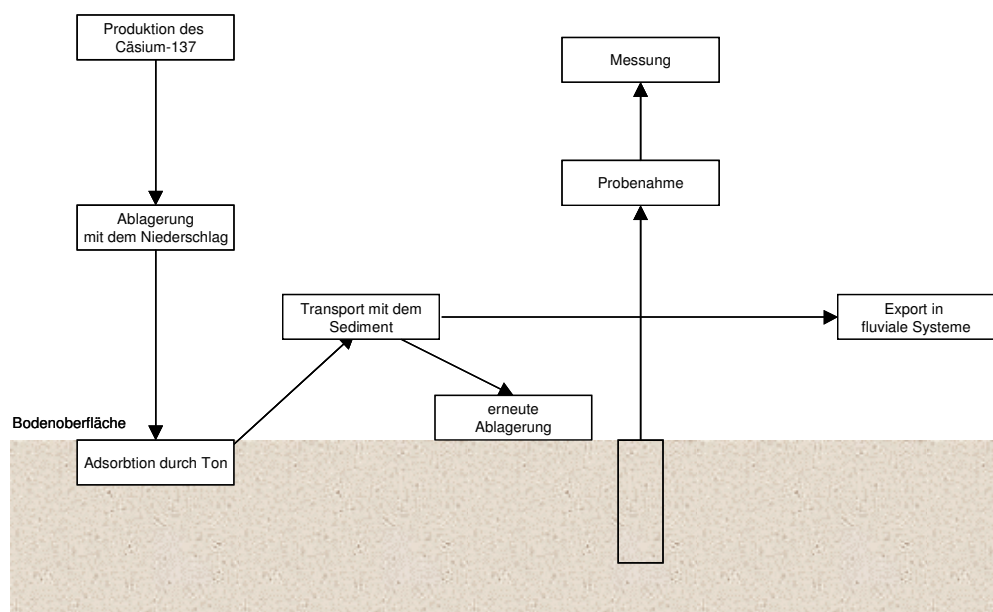 Produktion des
Cäsium-137
Messung
Probenahme
Ablagerung
mit dem Niederschlag
Transport mit dem
Sediment
Export in
fluviale Systeme
erneute
Ablagerung
Bodenoberfläche
Adsorbtion durch Ton